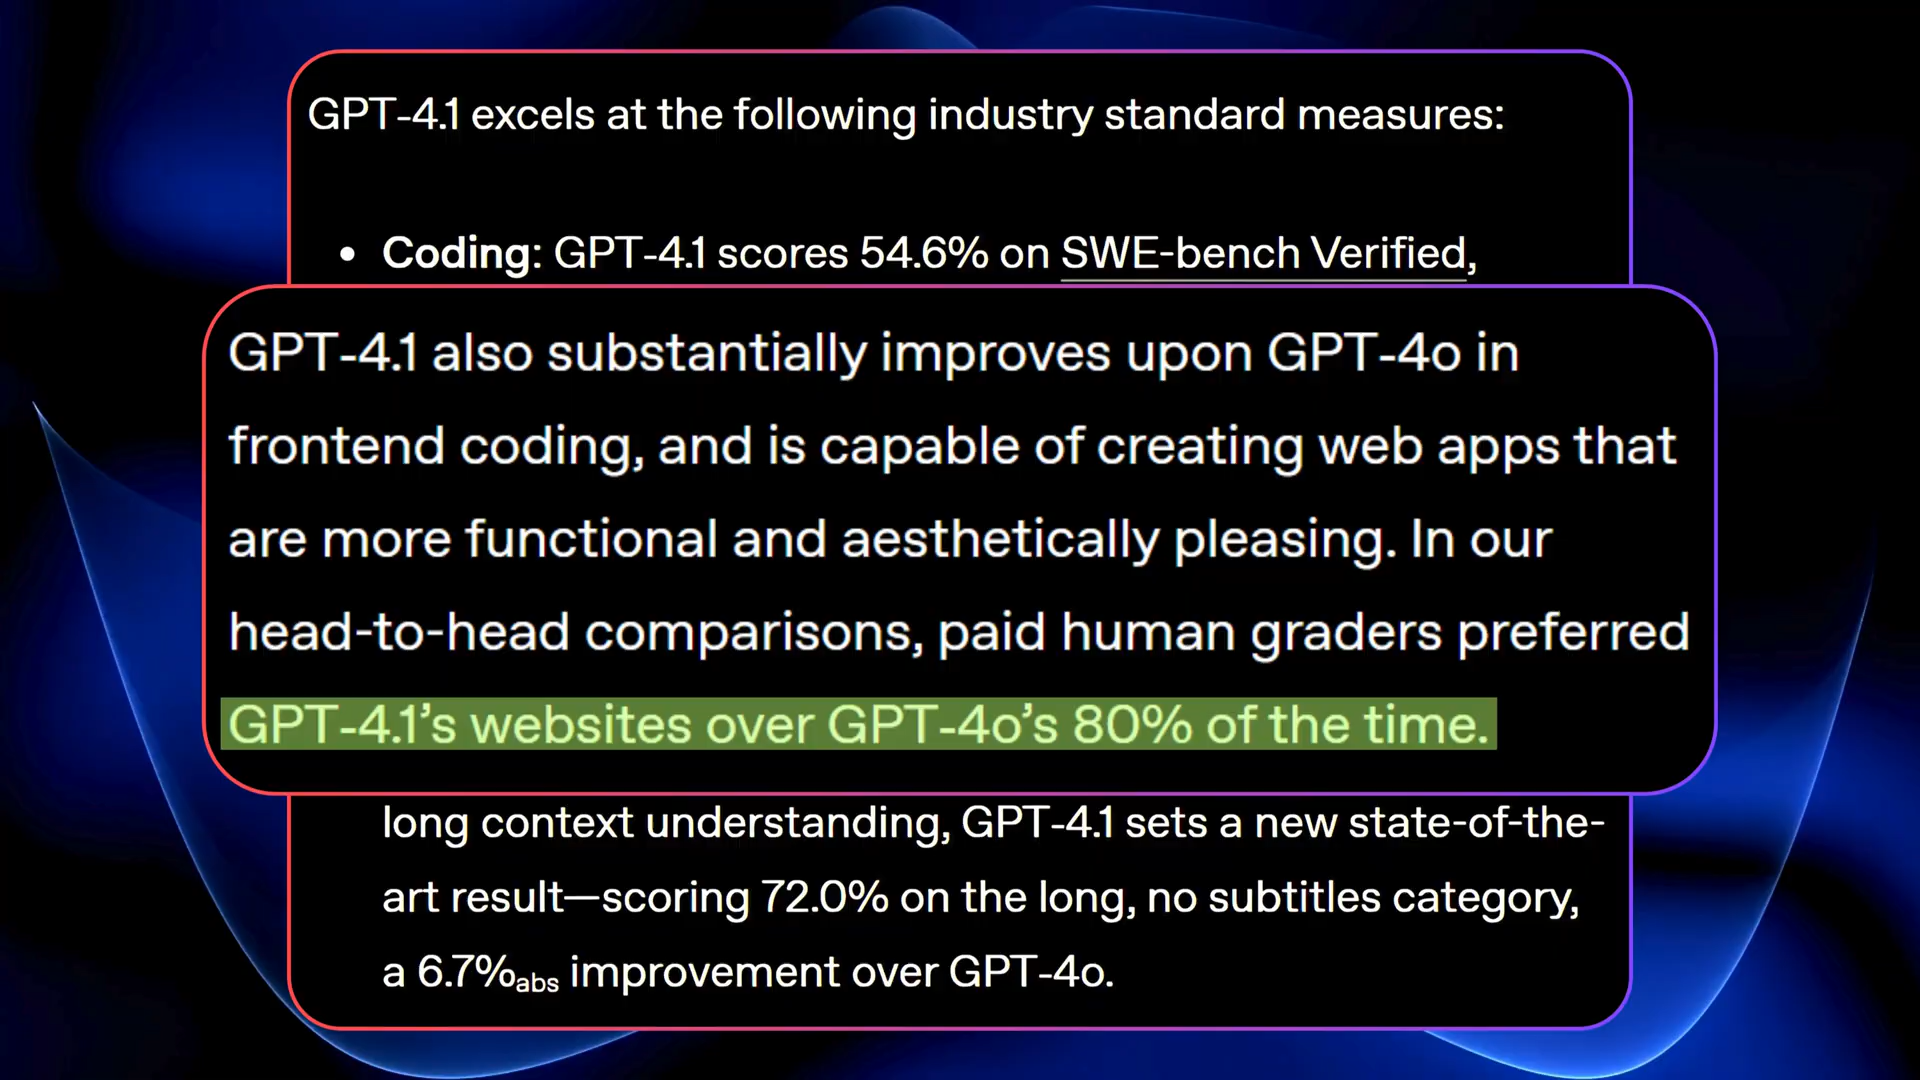 GPT-4.1 excels at the following industry standard measures:
• Coding: GPT-4.1 scores 54.6% on SWE-bench Verified,
GPT-4.1 also substantially improves upon GPT-4o in
frontend coding, and is capable of creating web apps that
are more functional and aesthetically pleasing. In our
head-to-head comparisons, paid human graders preferred
GPT-4.1’s websites over GPT-4o’s 80% of the time.
long context understanding, GPT-4.1 sets a new state-of-the-
art result—scoring 72.0% on the long, no subtitles category,
a 6.7%abs improvement over GPT-4o.